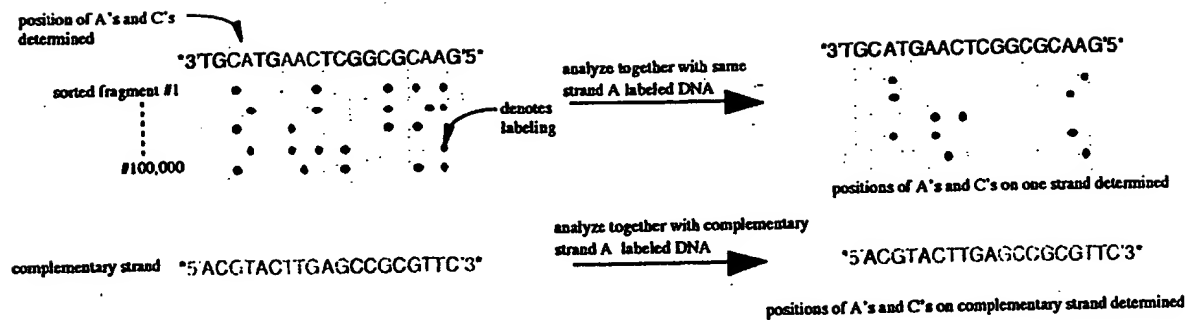 position of A's and C's
determined
"3'TGCATGAACTCGGCGCAAG'5"
sorted fragment #1
#100,000
denotes
labeling
analyze together with same
strand A labeled DNA
"3'TGCATGAACTCGGCGCAAG'5"
positions of A's and C's on one strand determined
complementary strand
"5'ACGTACTTGAGCCGCGTTC'3"
analyze together with complementary
strand A labeled DNA
"5'ACGTACTTGAGCCGCGTTC'3"
positions of A's and C's on complementary strand determined